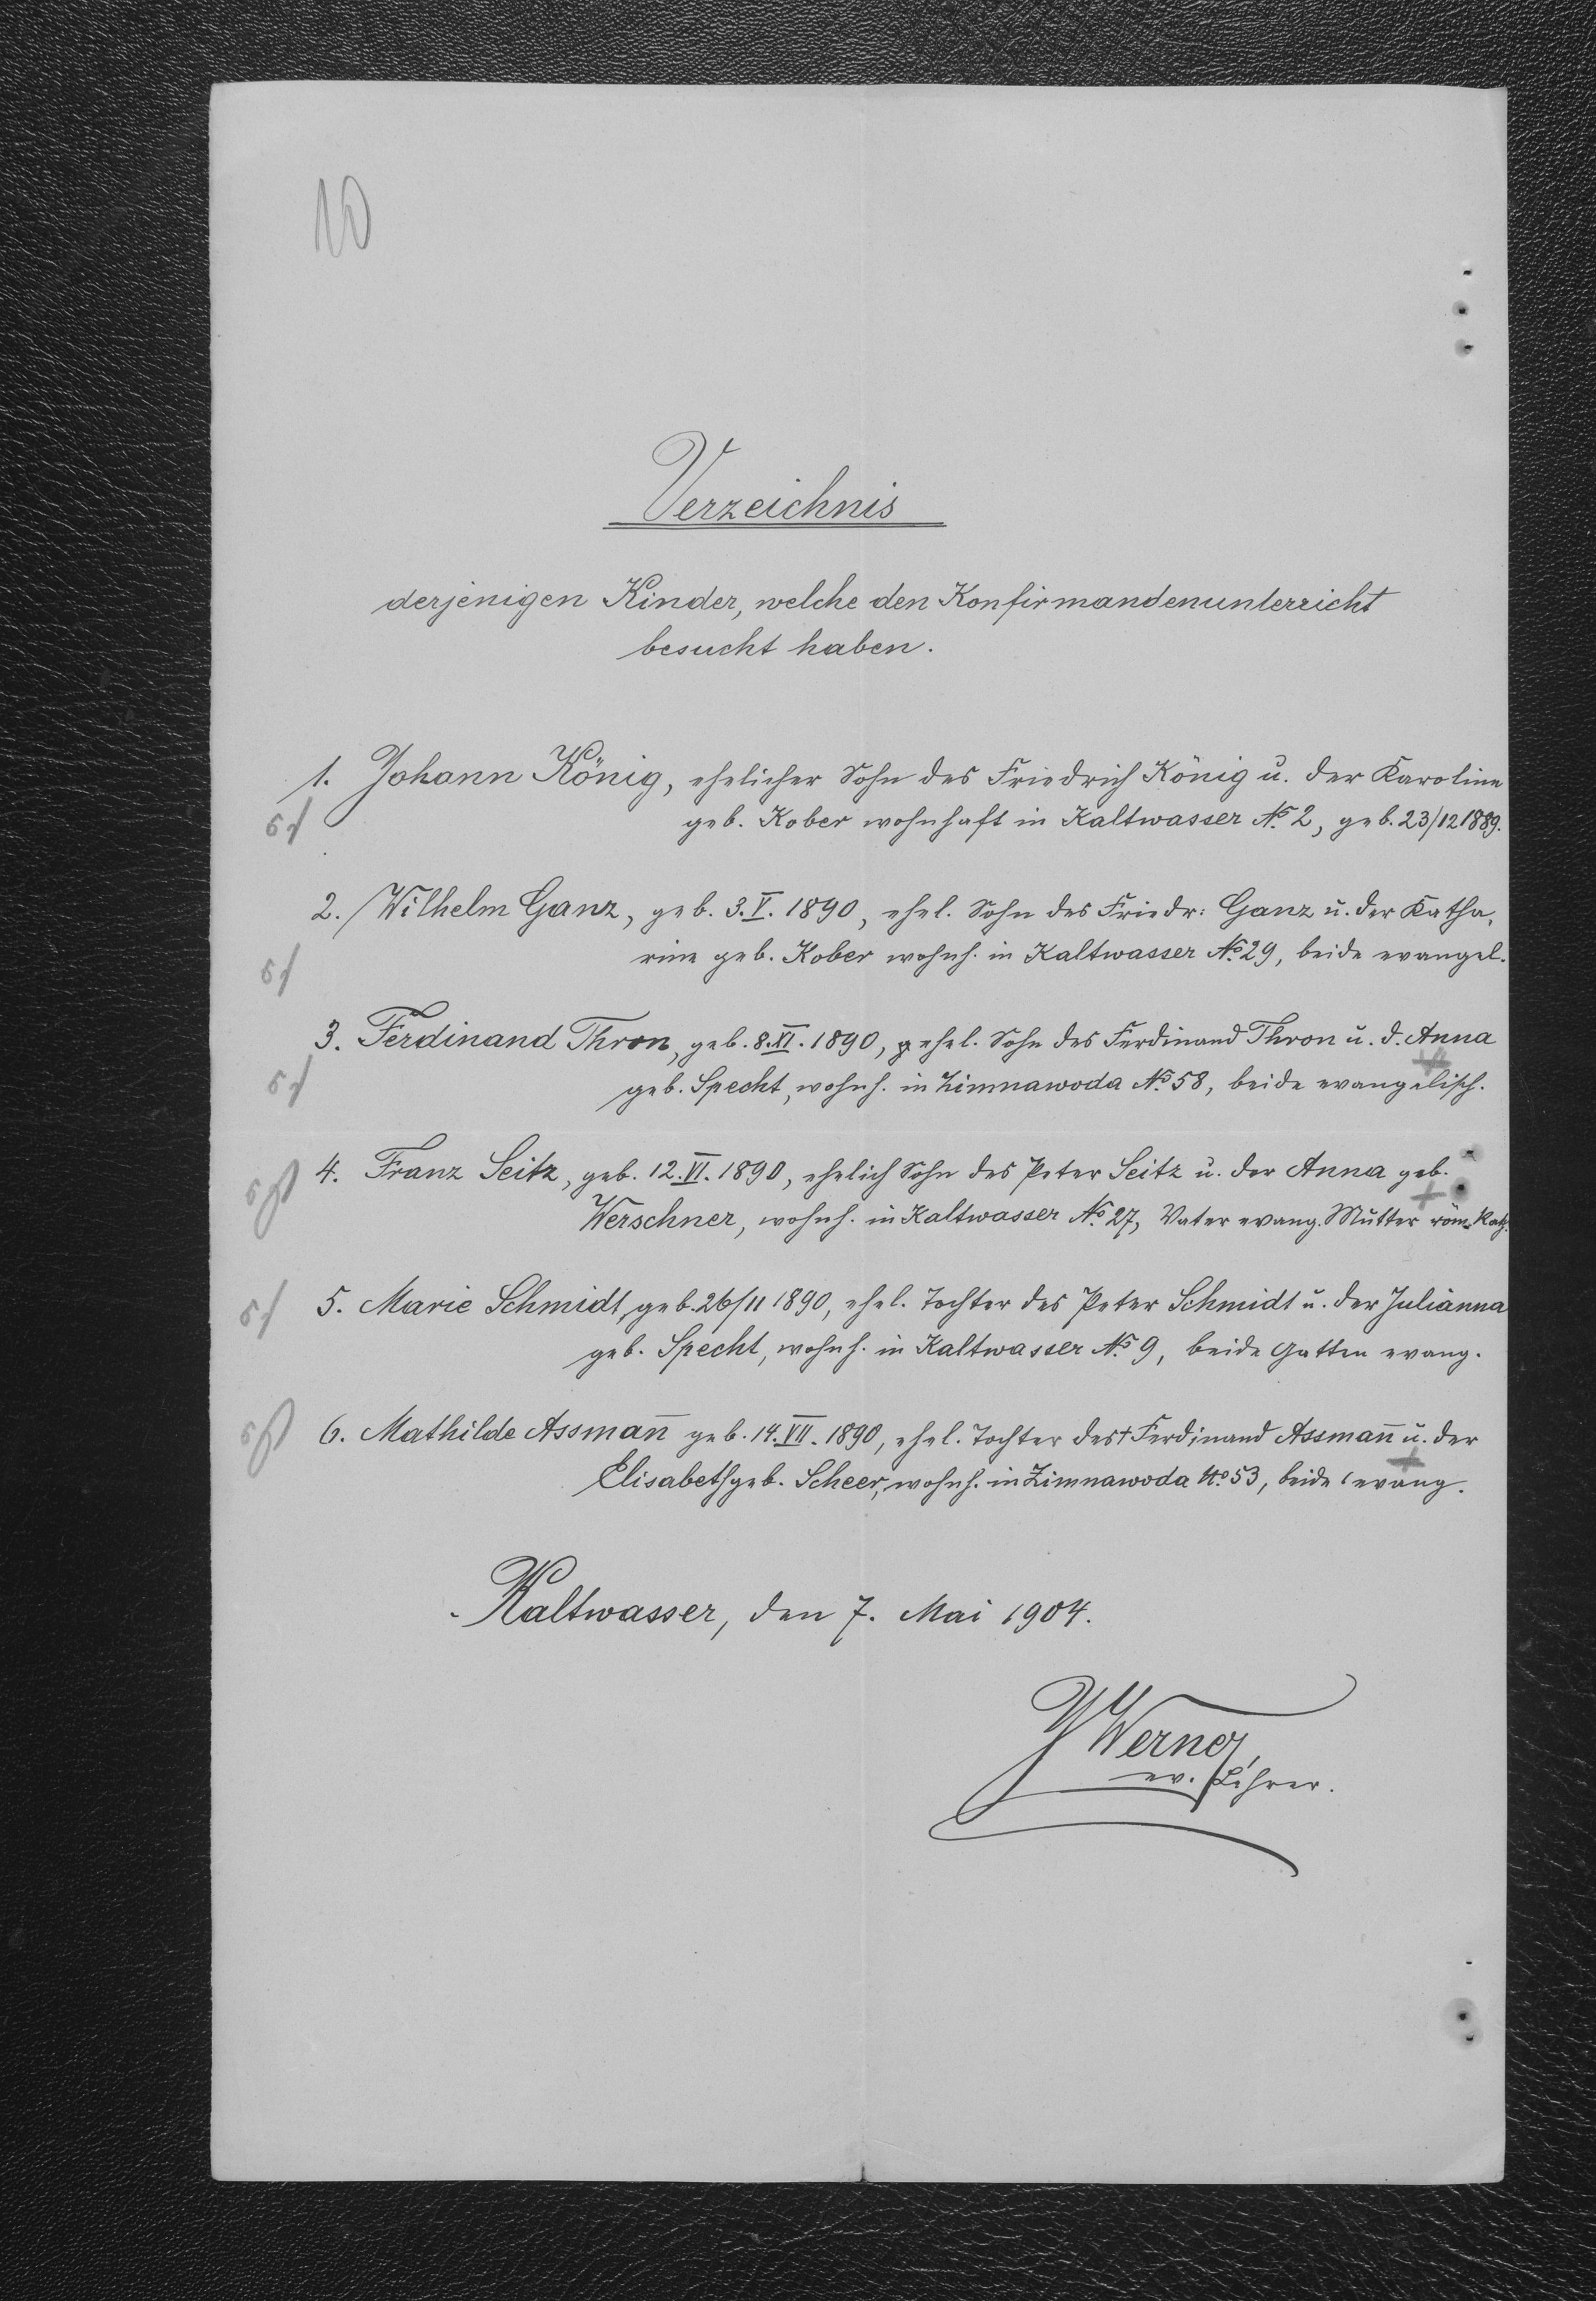 10
Verzeichnis
derjenigen Kinder, welche den Konfirmandenunterricht
besucht haben.
1. Johann König, ehelicher Sohn des Friedrich König u. der Karoline
geb. Kober wohnhaft in Kaltwasser No. 2, geb. 23/12 1889.
2. Wilhelm Ganz, geb. 3.V.1890, ehel. Sohn des Friedr: Ganz u. der Katha-
rine geb. Kober wohnh. in Kaltwasser No. 29, beide evangel.
3. Ferdinand Thron, geb. 8.XI.1890, ehel. Sohn des Ferdinand Thron u. d. Anna
geb. Specht, wohnh. in Zimnawoda No. 58, beide evangelisch.
4. Franz Seitz, geb. 12.VI.1890, ehelich Sohn des Peter Seitz u. der Anna geb.
Werschner, wohnh. in Kaltwasser No. 27, Vater evang. Mutter röm. Kath.
5. Marie Schmidt, geb. 26/11 1890, ehel. Tochter des Peter Schmidt u. der Julianna
geb. Specht, wohnh. in Kaltwasser No. 9, beide Gatten evang.
6. Mathilde Assman̄ geb. 14.VII.1890, ehel. Tochter des † Ferdinand Assman̄ u. der
Elisabeth geb. Scheer, wohnh. in Zimnawoda No. 53, beide evang.
Kaltwasser, den 7. Mai 1904.
Werner,
ev. Lehrer.